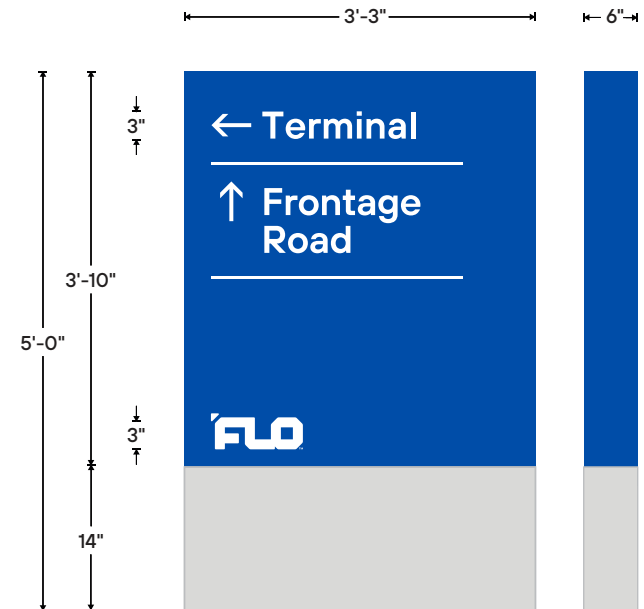 3'-3"
6"
3"
← Terminal
↑ Frontage
Road
3'-10"
5'-0"
3"
FLO
14"